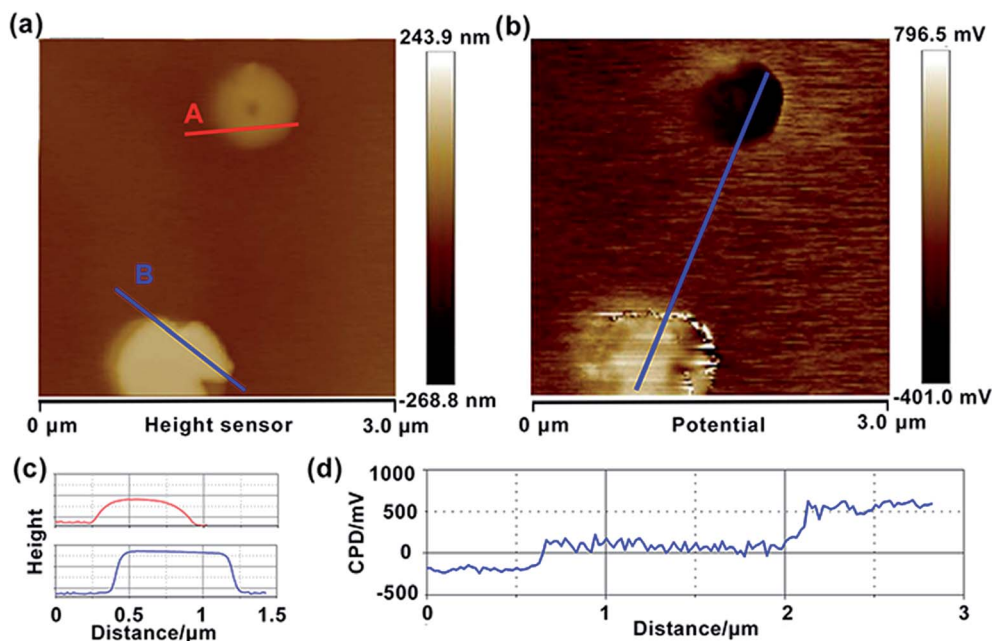 (a)
243.9 nm
A
B
-268.8 nm
0 µm
Height sensor
3.0 µm
(b)
796.5 mV
-401.0 mV
0 µm
Potential
3.0 µm
(c)
Height
0
0.5
1
1.5
Distance/µm
(d)
CPD/mV
1000
500
0
-500
0
1
2
3
Distance/µm